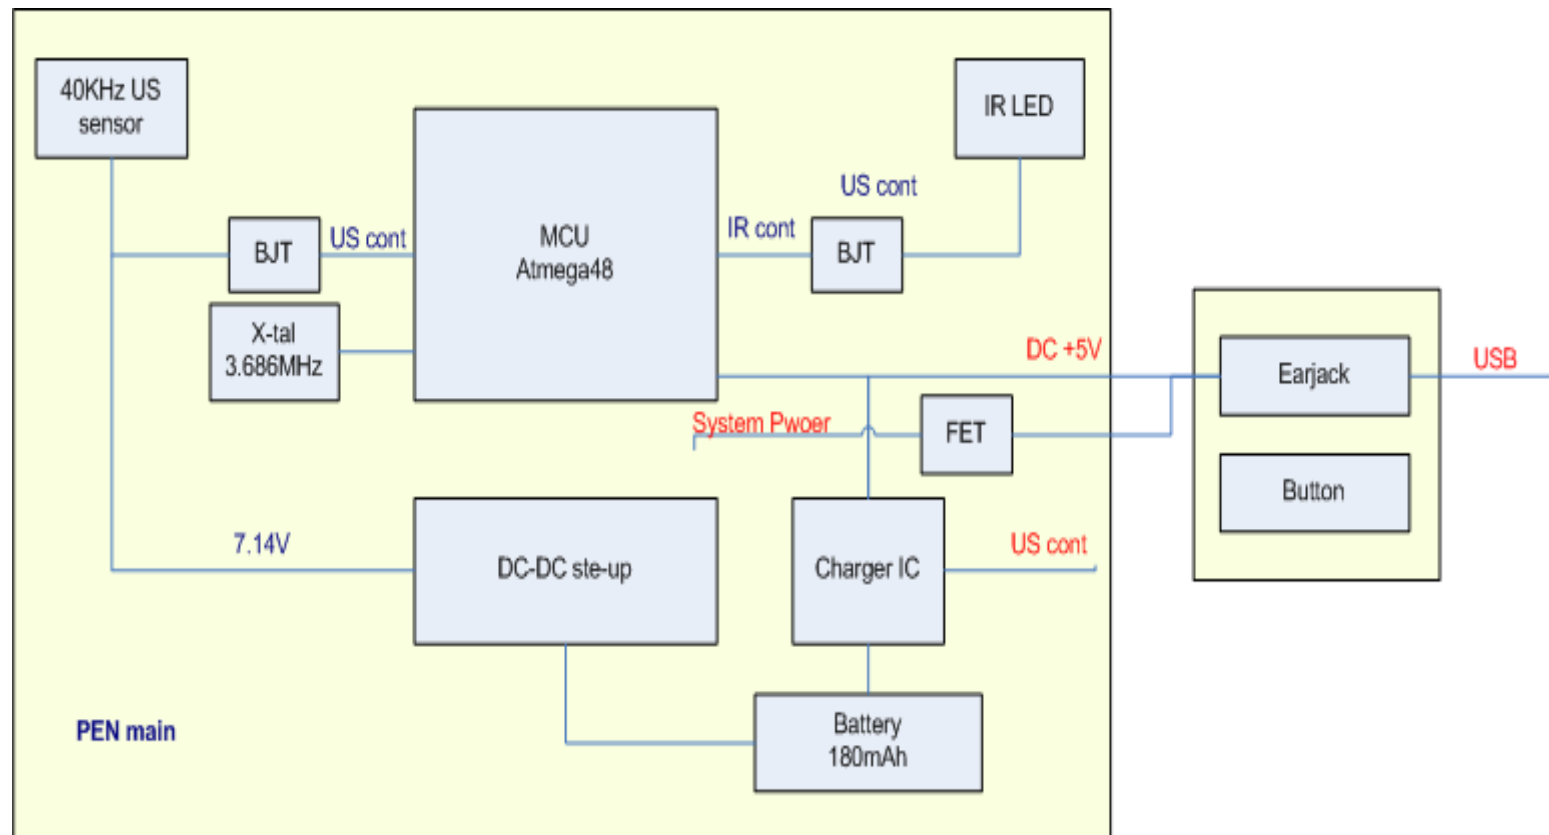 40KHz US
sensor
IR LED
US cont
BJT
US cont
MCU
Atmega48
IR cont
BJT
X-tal
3.686MHz
DC +5V
Earjack
USB
System Pwoer
FET
Button
7.14V
DC-DC ste-up
Charger IC
US cont
PEN main
Battery
180mAh